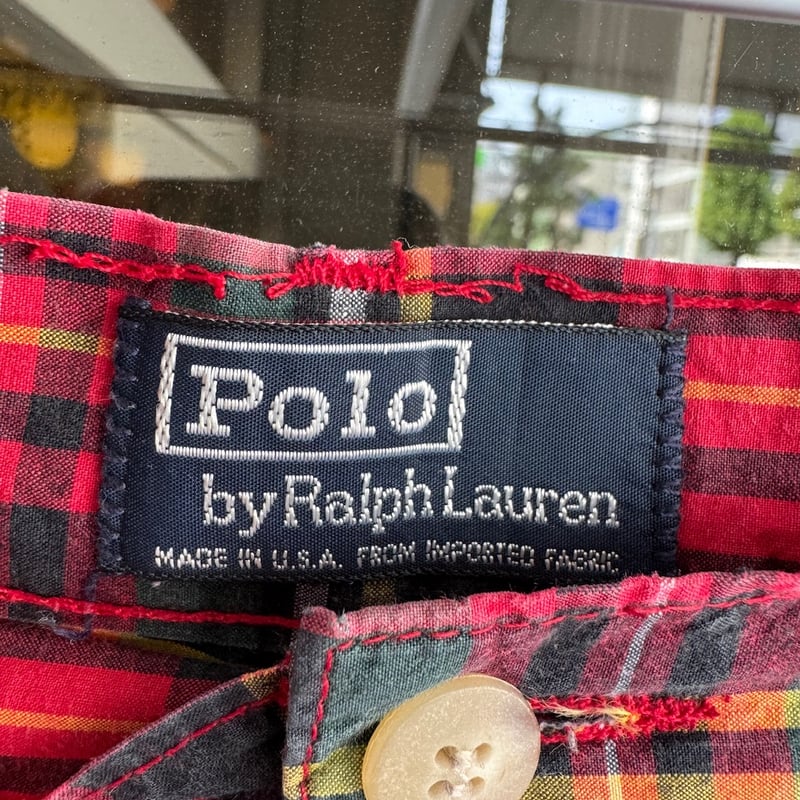 Polo
by Ralph Lauren
MADE IN U.S.A. FROM IMPORTED FABRIC